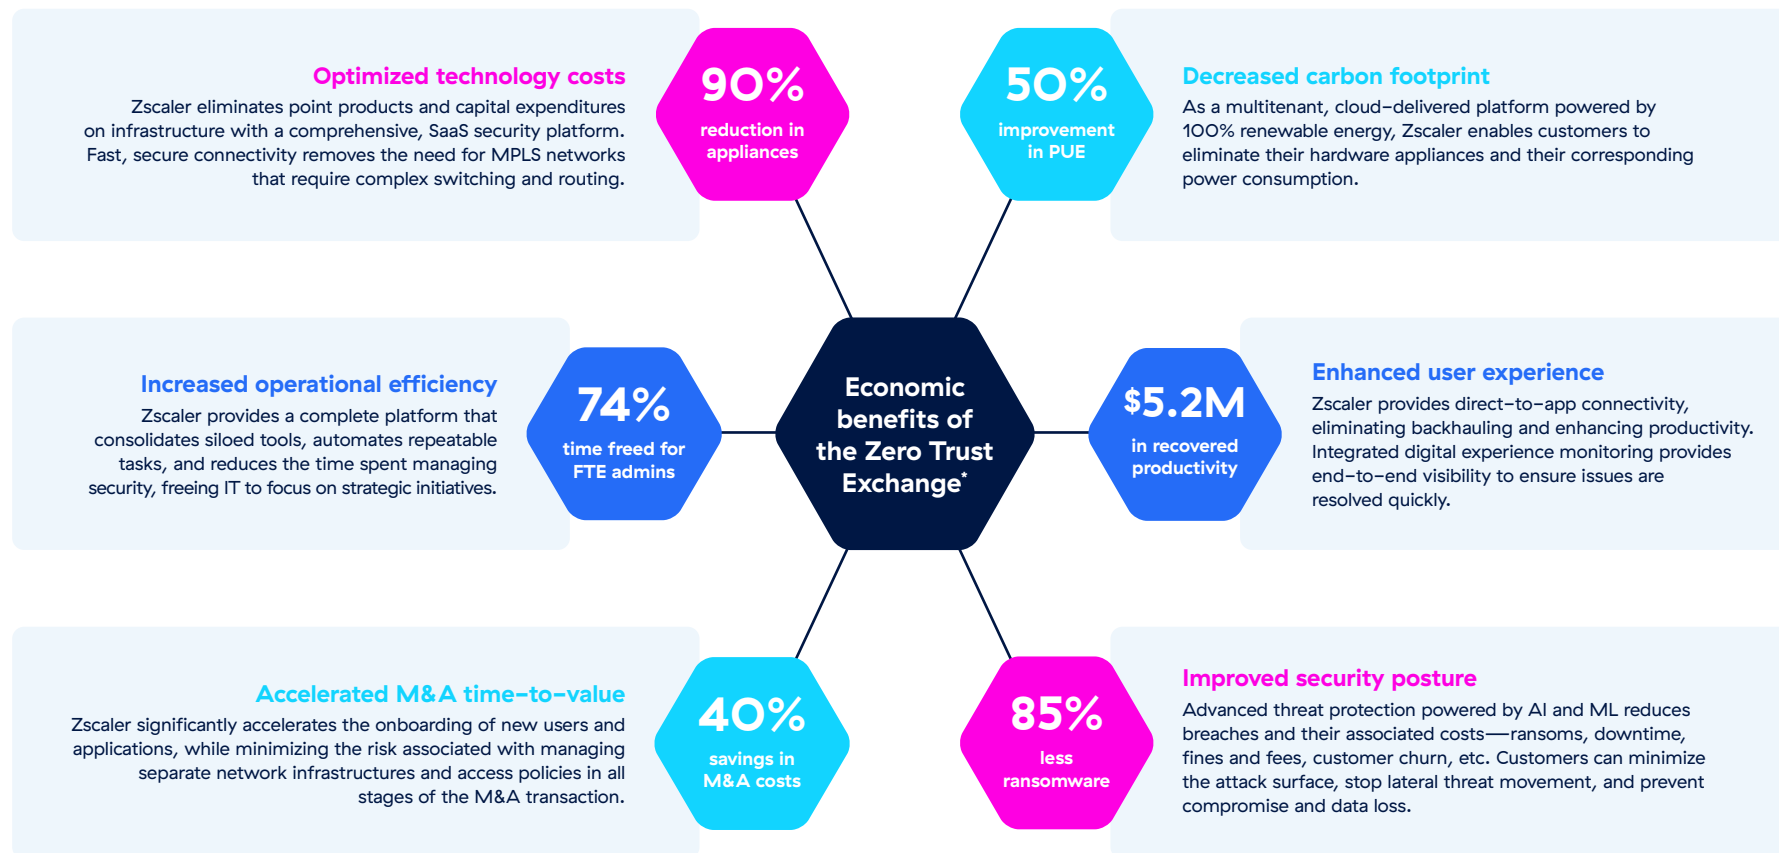 Optimized technology costs
Zscaler eliminates point products and capital expenditures
on infrastructure with a comprehensive, SaaS security platform.
Fast, secure connectivity removes the need for MPLS networks
that require complex switching and routing.
90%
reduction in
appliances
50%
improvement
in PUE
Decreased carbon footprint
As a multitenant, cloud-delivered platform powered by
100% renewable energy, Zscaler enables customers to
eliminate their hardware appliances and their corresponding
power consumption.
Increased operational efficiency
Zscaler provides a complete platform that
consolidates siloed tools, automates repeatable
tasks, and reduces the time spent managing
security, freeing IT to focus on strategic initiatives.
74%
time freed for
FTE admins
Economic
benefits of
the Zero Trust
Exchange*
$5.2M
in recovered
productivity
Enhanced user experience
Zscaler provides direct-to-app connectivity,
eliminating backhauling and enhancing productivity.
Integrated digital experience monitoring provides
end-to-end visibility to ensure issues are
resolved quickly.
Accelerated M&A time-to-value
Zscaler significantly accelerates the onboarding of new users and
applications, while minimizing the risk associated with managing
separate network infrastructures and access policies in all
stages of the M&A transaction.
40%
savings in
M&A costs
85%
less
ransomware
Improved security posture
Advanced threat protection powered by AI and ML reduces
breaches and their associated costs—ransoms, downtime,
fines and fees, customer churn, etc. Customers can minimize
the attack surface, stop lateral threat movement, and prevent
compromise and data loss.